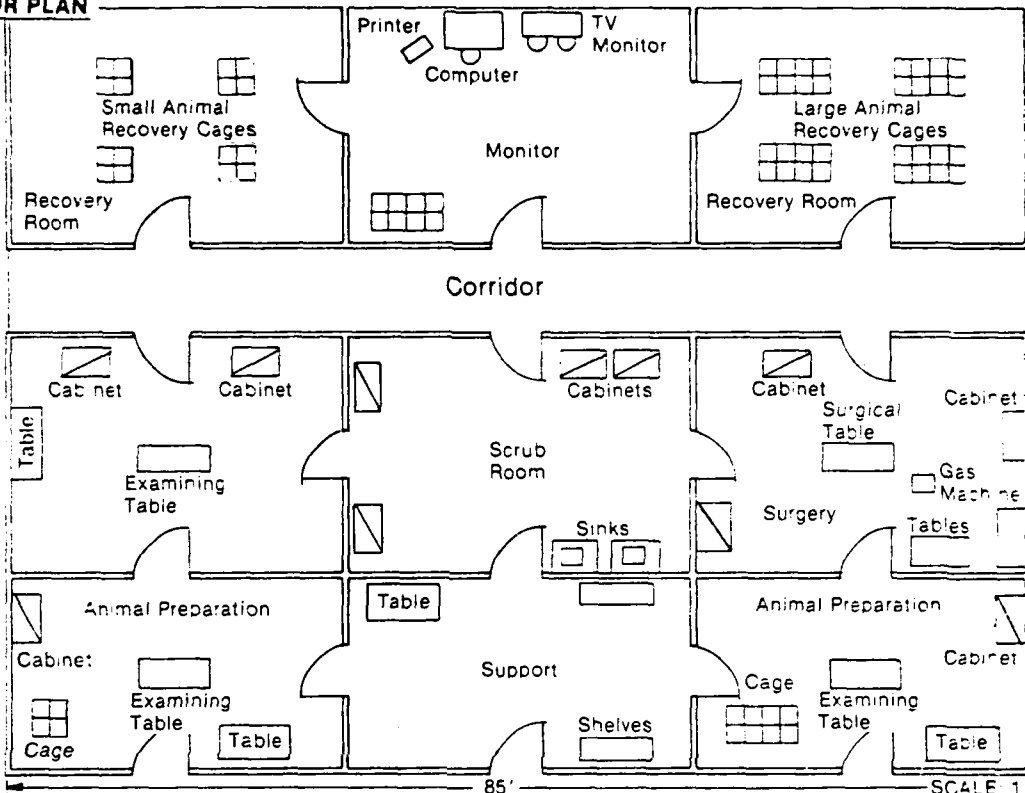 OR PLAN
Printer
TV
Monitor
Computer
Small Animal
Recovery Cages
Large Animal
Recovery Cages
Monitor
Recovery
Room
Recovery Room
Corridor
Cabinet
Cabinet
Cabinets
Cabinet
Cabinet
Surgical
Table
Table
Scrub
Room
Examining
Table
Gas
Machine
Surgery
Sinks
Tables
Animal Preparation
Table
Animal Preparation
Cabinet
Support
Cabinet
Cage
Examining
Table
Examining
Table
Cage
Table
Shelves
Table
85'
SCALE: 1